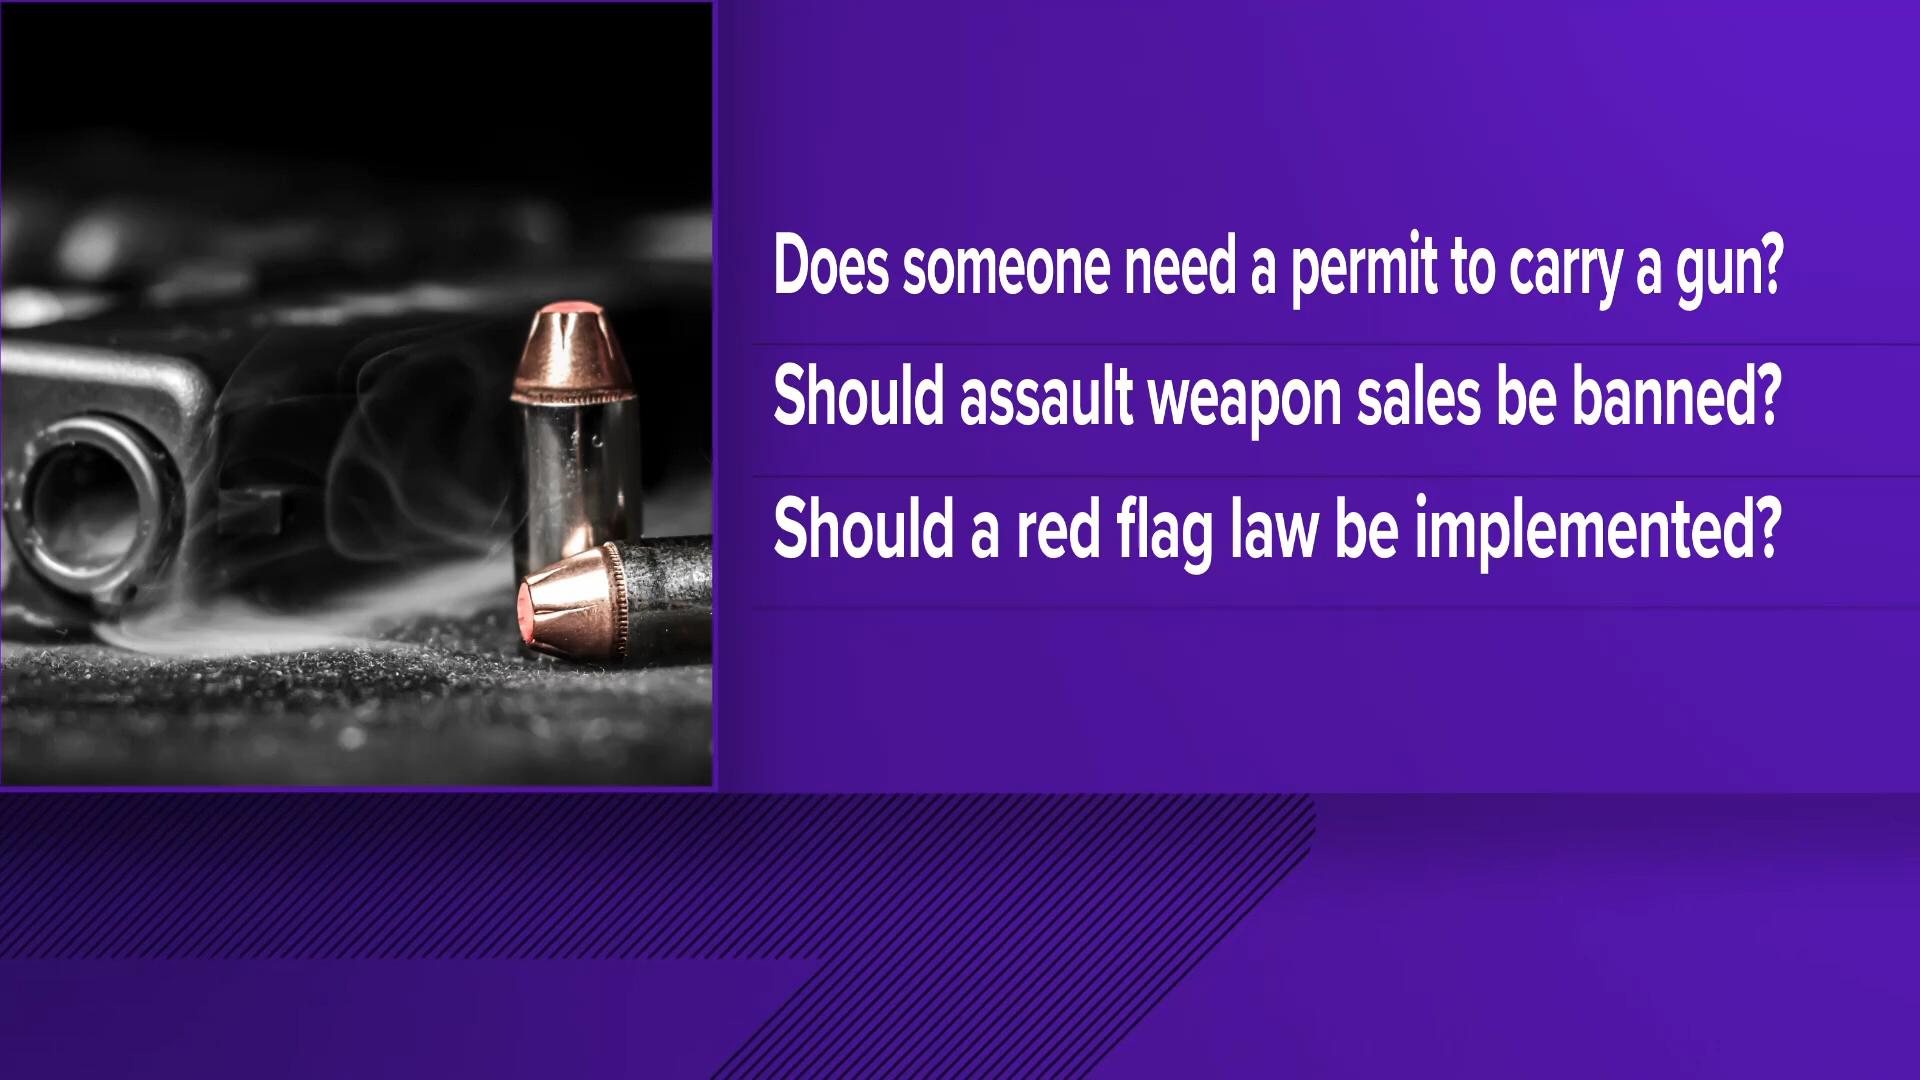 Does someone need a permit to carry a gun?
Should assault weapon sales be banned?
Should a red flag law be implemented?